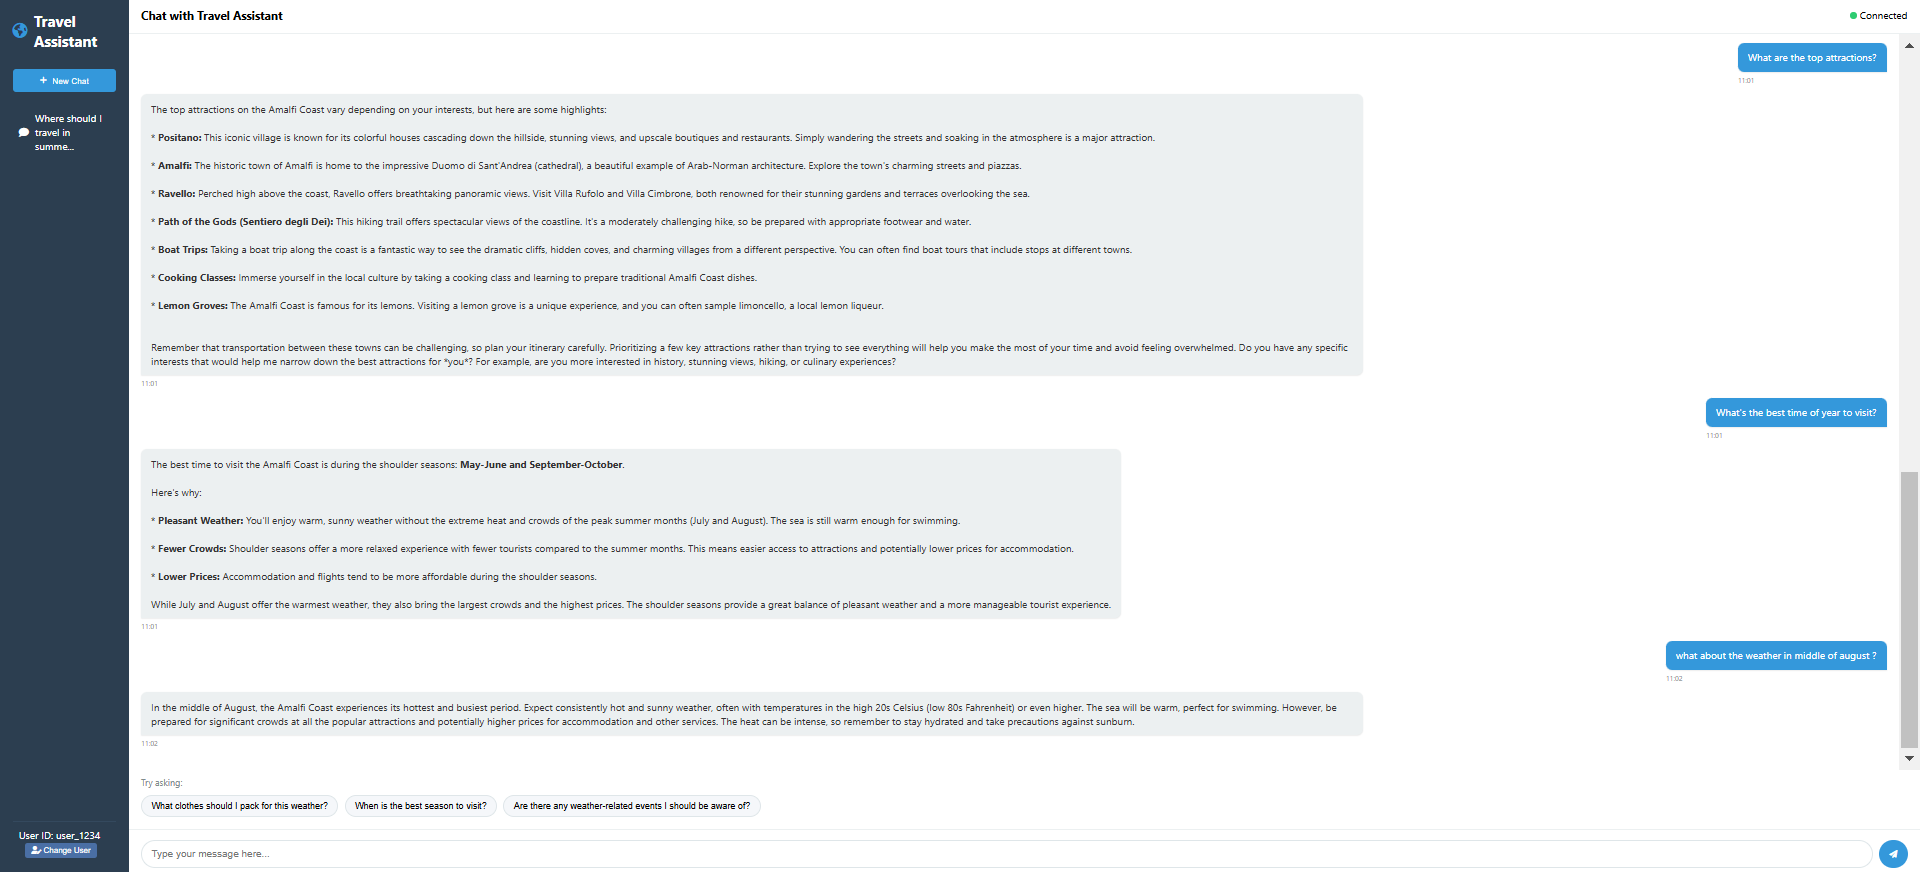 Travel
Assistant
+ New Chat
Where should I
travel in
summe...
User ID: user_1234
Change User
Chat with Travel Assistant
Connected
What are the top attractions?
11:01
The top attractions on the Amalfi Coast vary depending on your interests, but here are some highlights:
* Positano: This iconic village is known for its colorful houses cascading down the hillside, stunning views, and upscale boutiques and restaurants. Simply wandering the streets and soaking in the atmosphere is a major attraction.
* Amalfi: The historic town of Amalfi is home to the impressive Duomo di Sant'Andrea (cathedral), a beautiful example of Arab-Norman architecture. Explore the town's charming streets and piazzas.
* Ravello: Perched high above the coast, Ravello offers breathtaking panoramic views. Visit Villa Rufolo and Villa Cimbrone, both renowned for their stunning gardens and terraces overlooking the sea.
* Path of the Gods (Sentiero degli Dei): This hiking trail offers spectacular views of the coastline. It's a moderately challenging hike, so be prepared with appropriate footwear and water.
* Boat Trips: Taking a boat trip along the coast is a fantastic way to see the dramatic cliffs, hidden coves, and charming villages from a different perspective. You can often find boat tours that include stops at different towns.
* Cooking Classes: Immerse yourself in the local culture by taking a cooking class and learning to prepare traditional Amalfi Coast dishes.
* Lemon Groves: The Amalfi Coast is famous for its lemons. Visiting a lemon grove is a unique experience, and you can often sample limoncello, a local lemon liqueur.
Remember that transportation between these towns can be challenging, so plan your itinerary carefully. Prioritizing a few key attractions rather than trying to see everything will help you make the most of your time and avoid feeling overwhelmed. Do you have any specific
interests that would help me narrow down the best attractions for *you*? For example, are you more interested in history, stunning views, hiking, or culinary experiences?
11:01
What's the best time of year to visit?
11:01
The best time to visit the Amalfi Coast is during the shoulder seasons: May-June and September-October.
Here's why:
* Pleasant Weather: You'll enjoy warm, sunny weather without the extreme heat and crowds of the peak summer months (July and August). The sea is still warm enough for swimming.
* Fewer Crowds: Shoulder seasons offer a more relaxed experience with fewer tourists compared to the summer months. This means easier access to attractions and potentially lower prices for accommodation.
* Lower Prices: Accommodation and flights tend to be more affordable during the shoulder seasons.
While July and August offer the warmest weather, they also bring the largest crowds and the highest prices. The shoulder seasons provide a great balance of pleasant weather and a more manageable tourist experience.
11:01
what about the weather in middle of august ?
11:02
In the middle of August, the Amalfi Coast experiences its hottest and busiest period. Expect consistently hot and sunny weather, often with temperatures in the high 20s Celsius (low 80s Fahrenheit) or even higher. The sea will be warm, perfect for swimming. However, be
prepared for significant crowds at all the popular attractions and potentially higher prices for accommodation and other services. The heat can be intense, so remember to stay hydrated and take precautions against sunburn.
11:02
Try asking:
What clothes should I pack for this weather?
When is the best season to visit?
Are there any weather-related events I should be aware of?
Type your message here...